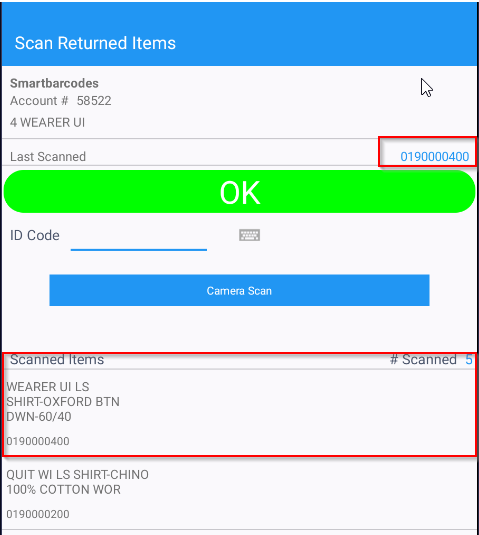 Scan Returned Items
Smartbarcodes
Account # 58522
4 WEARER UI
Last Scanned 0190000400
OK
ID Code
Camera Scan
Scanned Items # Scanned 5
WEARER UI LS
SHIRT-OXFORD BTN
DWN-60/40
0190000400
QUIT WI LS SHIRT-CHINO
100% COTTON WOR
0190000200